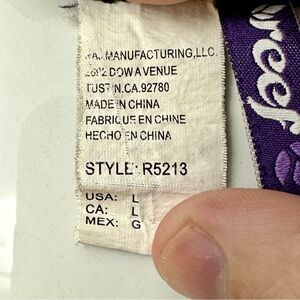 MANUFACTURING,LLC.
DOW AVENUE
TUSTIN.CA.92780
MADE IN CHINA
FABRIQUE EN CHINE
HECHO EN CHINA
STYLE: R5213
USA: L
CA: L
MEX: G
reef